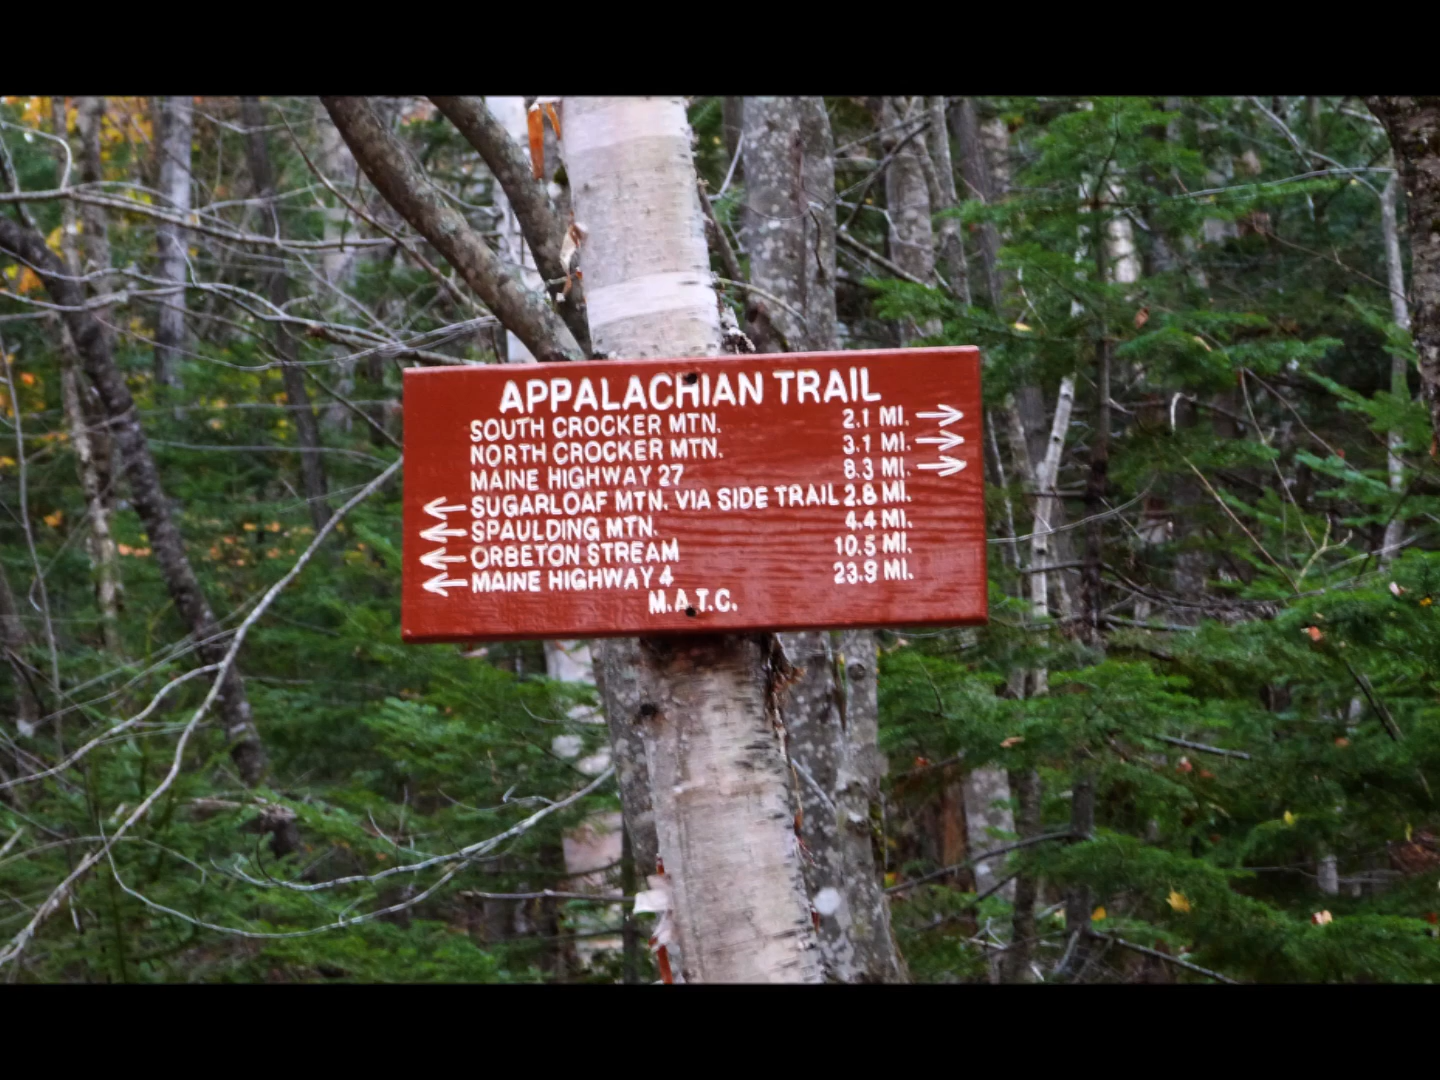 APPALACHIAN TRAIL
SOUTH CROCKER MTN. 2.1 MI. →
NORTH CROCKER MTN. 3.1 MI. →
MAINE HIGHWAY 27 8.3 MI. →
← SUGARLOAF MTN. VIA SIDE TRAIL 2.8 MI.
← SPAULDING MTN. 4.4 MI.
← ORBETON STREAM 10.5 MI.
← MAINE HIGHWAY 4 23.9 MI.
M.A.T.C.